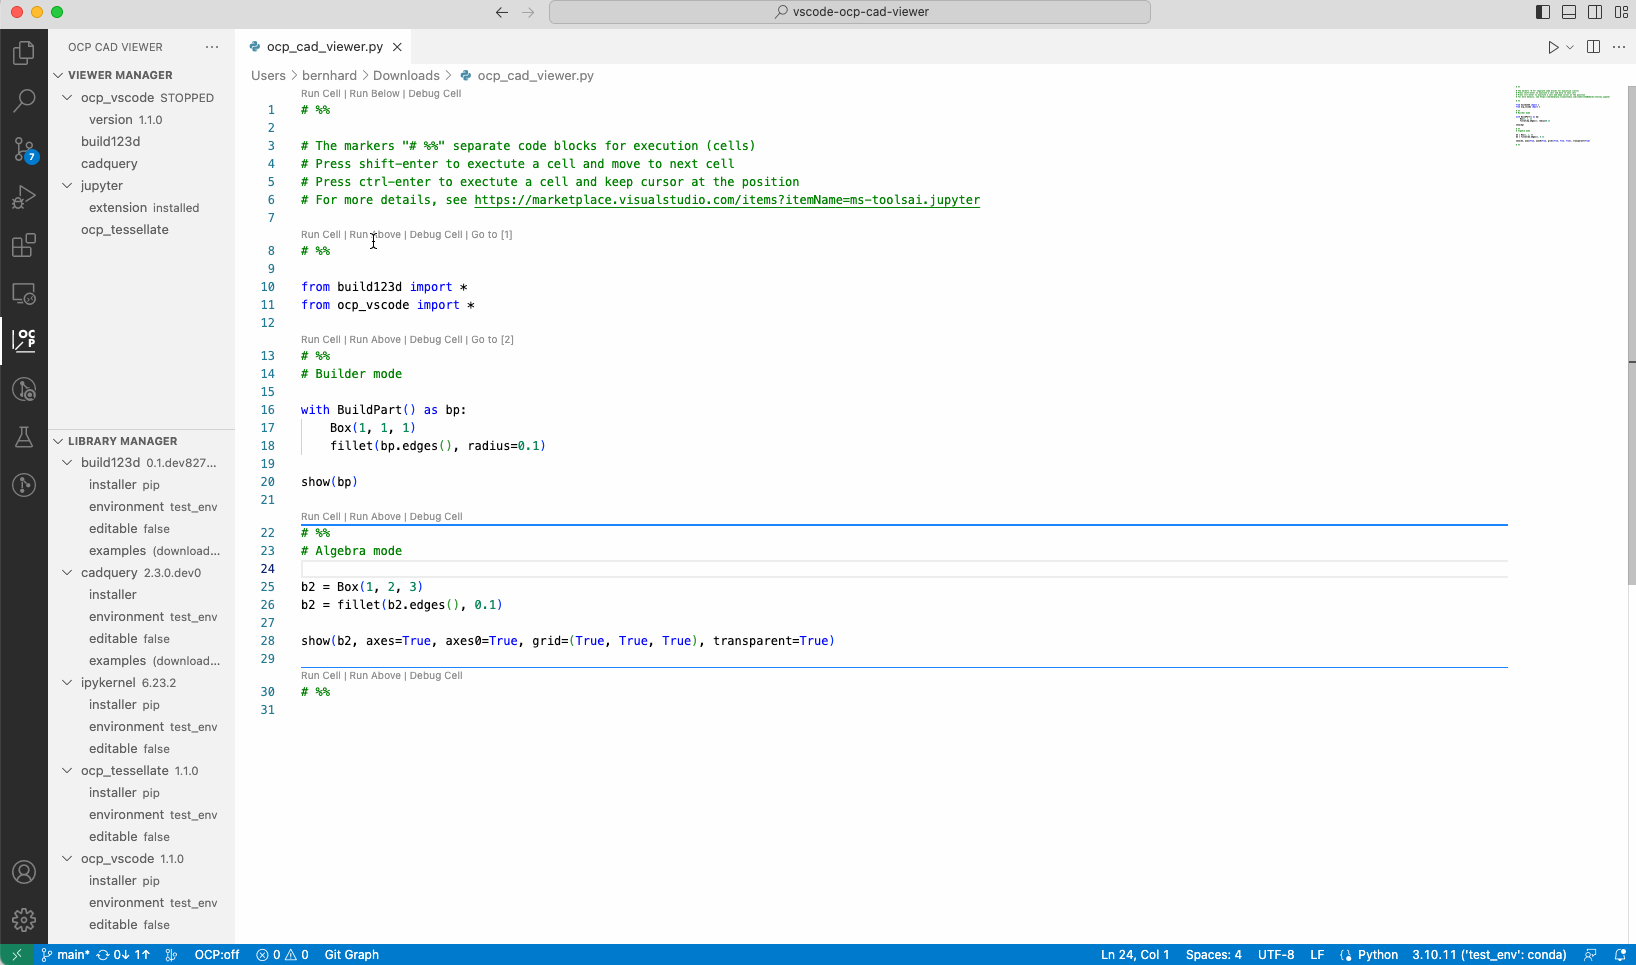 vscode-ocp-cad-viewer
OCP CAD VIEWER
VIEWER MANAGER
ocp_vscode STOPPED
version 1.1.0
build123d
cadquery
jupyter
extension installed
ocp_tessellate
7
OC
P
LIBRARY MANAGER
build123d 0.1.dev827...
installer pip
environment test_env
editable false
examples (download...
cadquery 2.3.0.dev0
installer
environment test_env
editable false
examples (download...
ipykernel 6.23.2
installer pip
environment test_env
editable false
ocp_tessellate 1.1.0
installer pip
environment test_env
editable false
ocp_vscode 1.1.0
installer pip
environment test_env
editable false
ocp_cad_viewer.py
Users > bernhard > Downloads > ocp_cad_viewer.py
Run Cell | Run Below | Debug Cell
1 # %%
2
3 # The markers "# %%" separate code blocks for execution (cells)
4 # Press shift-enter to exectute a cell and move to next cell
5 # Press ctrl-enter to exectute a cell and keep cursor at the position
6 # For more details, see https://marketplace.visualstudio.com/items?itemName=ms-toolsai.jupyter
7
Run Cell | Run Above | Debug Cell | Go to [1]
8 # %%
9
10 from build123d import *
11 from ocp_vscode import *
12
Run Cell | Run Above | Debug Cell | Go to [2]
13 # %%
14 # Builder mode
15
16 with BuildPart() as bp:
17 Box(1, 1, 1)
18 fillet(bp.edges(), radius=0.1)
19
20 show(bp)
21
Run Cell | Run Above | Debug Cell
22 # %%
23 # Algebra mode
24
25 b2 = Box(1, 2, 3)
26 b2 = fillet(b2.edges(), 0.1)
27
28 show(b2, axes=True, axes0=True, grid=(True, True, True), transparent=True)
29
Run Cell | Run Above | Debug Cell
30 # %%
31
main* 0↓ 1↑ OCP:off 0 0 Git Graph Ln 24, Col 1 Spaces: 4 UTF-8 LF Python 3.10.11 ('test_env': conda)